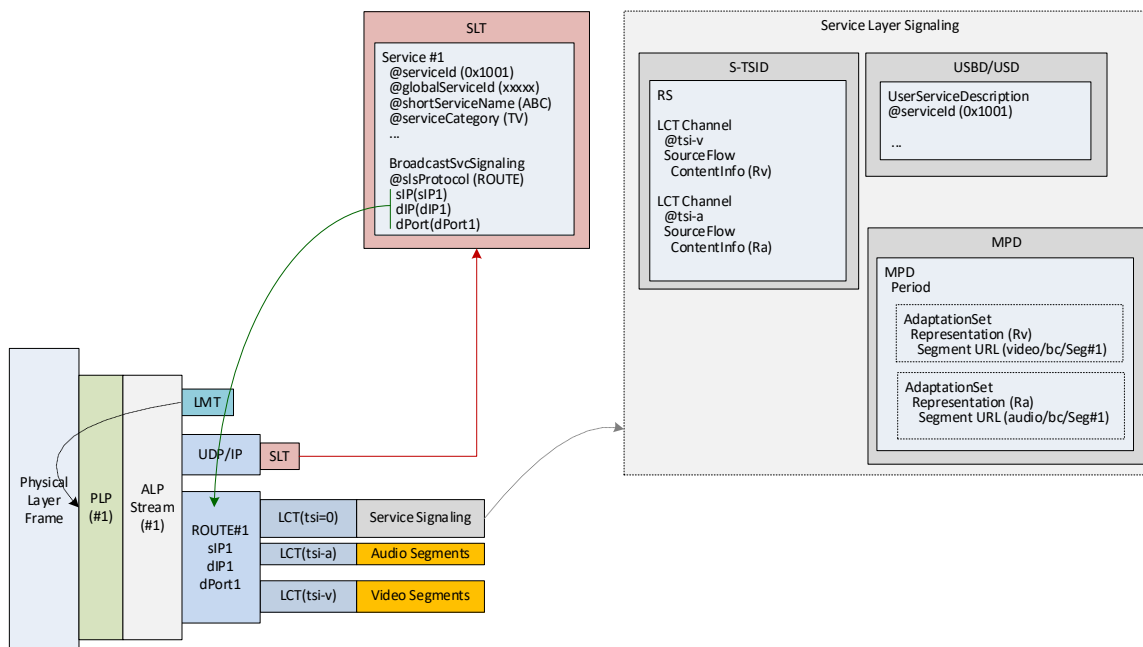 SLT
Service #1
@serviceId (0x1001)
@globalServiceId (xxxxx)
@shortServiceName (ABC)
@serviceCategory (TV)
...
BroadcastSvcSignaling
@slsProtocol (ROUTE)
sIP(sIP1)
dIP(dIP1)
dPort(dPort1)
Service Layer Signaling
S-TSID
RS
LCT Channel
@tsi-v
SourceFlow
ContentInfo (Rv)
LCT Channel
@tsi-a
SourceFlow
ContentInfo (Ra)
USBD/USD
UserServiceDescription
@serviceId (0x1001)
...
MPD
MPD
Period
AdaptationSet
Representation (Rv)
Segment URL (video/bc/Seg#1)
AdaptationSet
Representation (Ra)
Segment URL (audio/bc/Seg#1)
Physical
Layer
Frame
PLP
(#1)
ALP
Stream
(#1)
LMT
UDP/IP
SLT
ROUTE#1
sIP1
dIP1
dPort1
LCT(tsi=0)
Service Signaling
LCT(tsi-a)
Audio Segments
LCT(tsi-v)
Video Segments